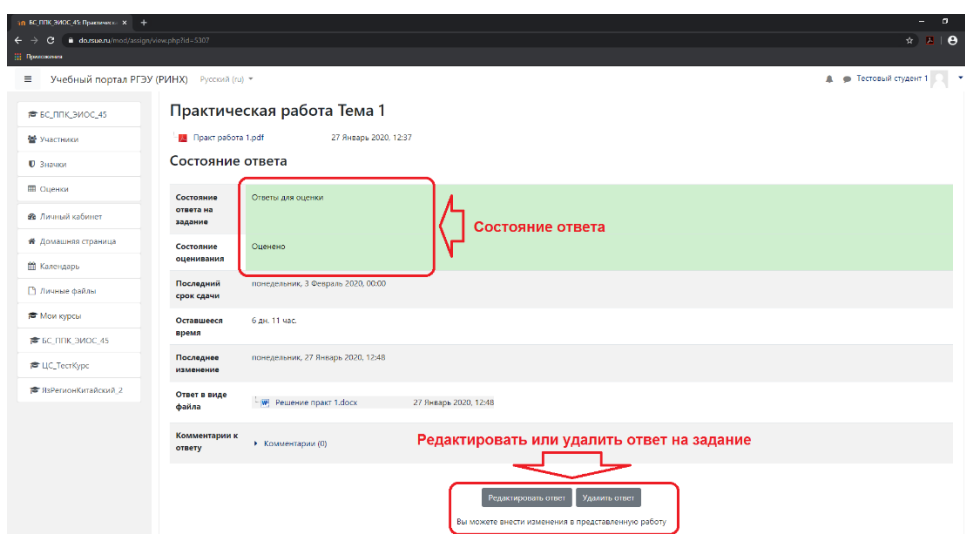 БС_ППК_ЭИОС_45: Практическ
do.rsue.ru/mod/assign/view.php?id=5307
Приложения
Учебный портал РГЭУ (РИНХ) Русский (ru)
Тестовый студент 1
БС_ППК_ЭИОС_45
Участники
Значки
Оценки
Личный кабинет
Домашняя страница
Календарь
Личные файлы
Мои курсы
БС_ППК_ЭИОС_45
ЦС_ТестКурс
ЯзРегионКитайский_2
Практическая работа Тема 1
Практ работа 1.pdf 27 Январь 2020, 12:37
Состояние ответа
Состояние
ответа на
задание
Ответы для оценки
Состояние
оценивания
Оценено
Состояние ответа
Последний
срок сдачи
понедельник, 3 Февраль 2020, 00:00
Оставшееся
время
6 дн. 11 час.
Последнее
изменение
понедельник, 27 Январь 2020, 12:48
Ответ в виде
файла
Решение практ 1.docx 27 Январь 2020, 12:48
Комментарии к
ответу
Комментарии (0)
Редактировать или удалить ответ на задание
Редактировать ответ Удалить ответ
Вы можете внести изменения в представленную работу